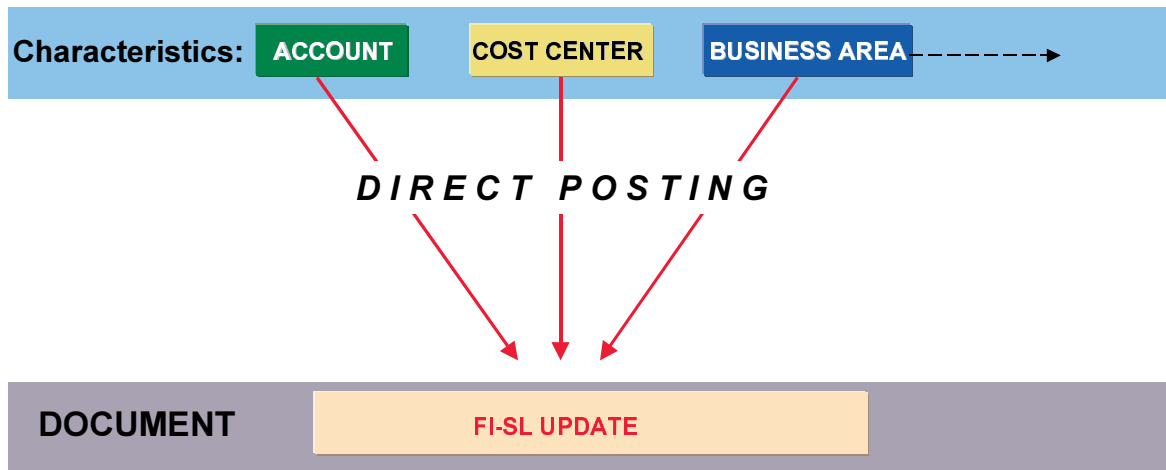 Characteristics: ACCOUNT COST CENTER BUSINESS AREA
DIRECT POSTING
DOCUMENT FI-SL UPDATE